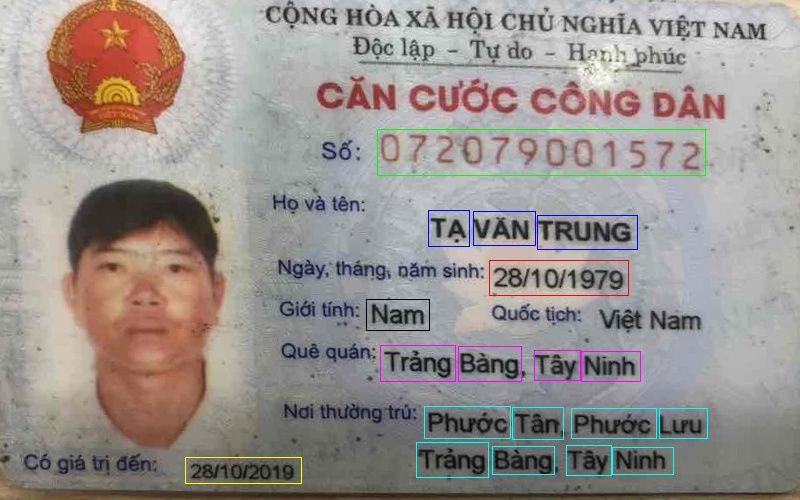 CỘNG HÒA XÃ HỘI CHỦ NGHĨA VIỆT NAM
Độc lập - Tự do - Hạnh phúc
CĂN CƯỚC CÔNG DÂN
Số: 072079001572
Họ và tên:
TẠ VĂN TRUNG
Ngày, tháng, năm sinh: 28/10/1979
Giới tính: Nam Quốc tịch: Việt Nam
Quê quán: Trảng Bàng, Tây Ninh
Nơi thường trú: Phước Tân, Phước Lưu
Trảng Bàng, Tây Ninh
Có giá trị đến: 28/10/2019